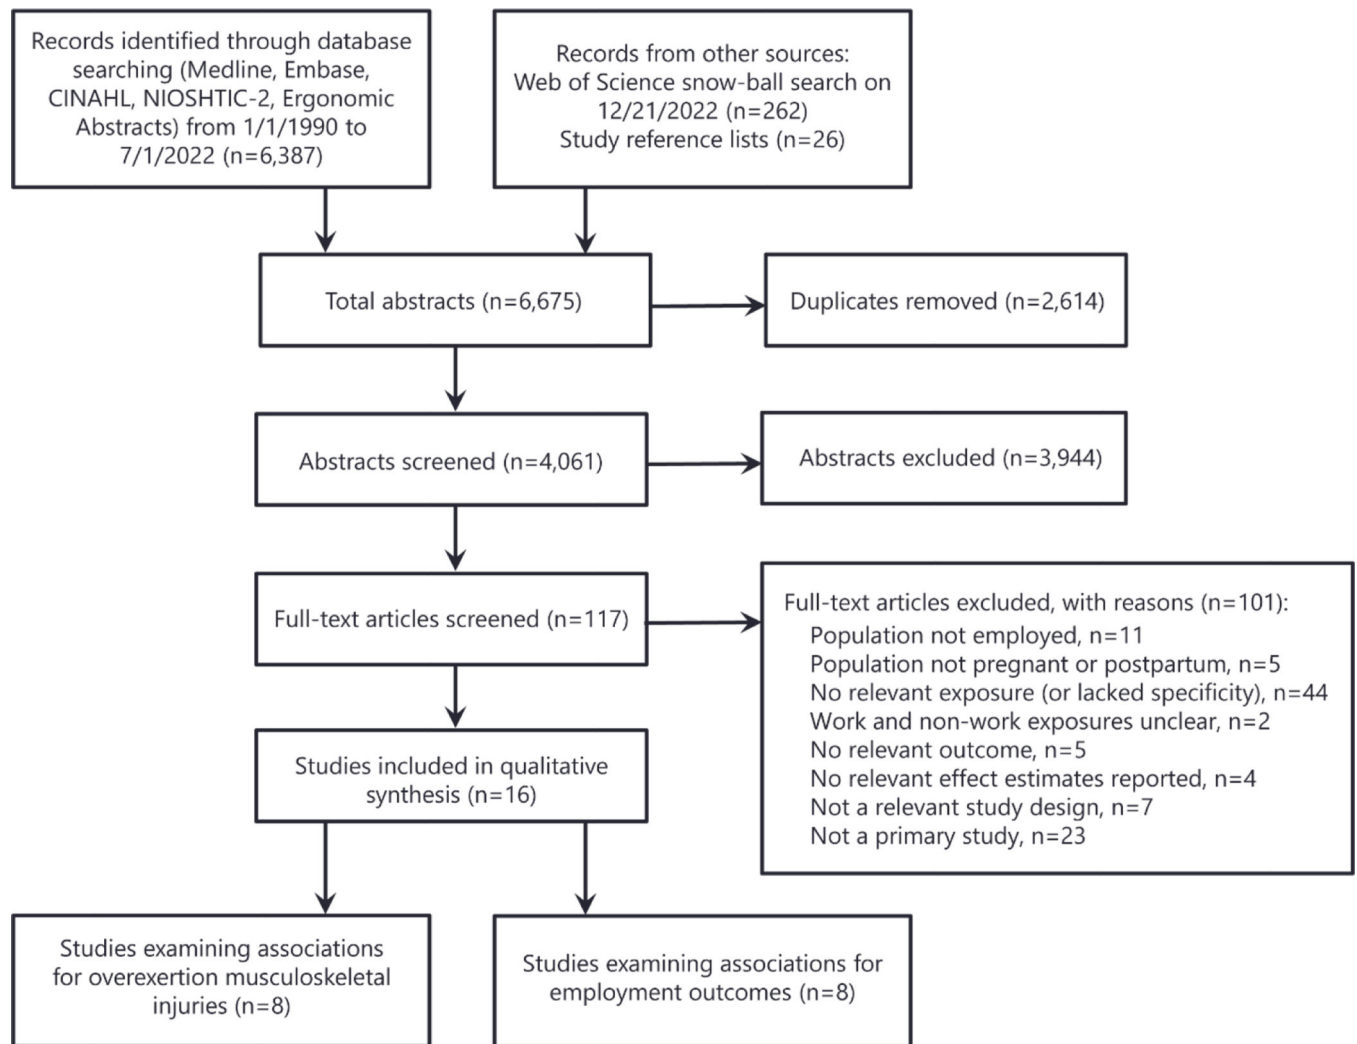 Records identified through database
searching (Medline, Embase,
CINAHL, NIOSHTIC-2, Ergonomic
Abstracts) from 1/1/1990 to
7/1/2022 (n=6,387)
Records from other sources:
Web of Science snow-ball search on
12/21/2022 (n=262)
Study reference lists (n=26)
Total abstracts (n=6,675)
Duplicates removed (n=2,614)
Abstracts screened (n=4,061)
Abstracts excluded (n=3,944)
Full-text articles screened (n=117)
Full-text articles excluded, with reasons (n=101):
Population not employed, n=11
Population not pregnant or postpartum, n=5
No relevant exposure (or lacked specificity), n=44
Work and non-work exposures unclear, n=2
No relevant outcome, n=5
No relevant effect estimates reported, n=4
Not a relevant study design, n=7
Not a primary study, n=23
Studies included in qualitative
synthesis (n=16)
Studies examining associations
for overexertion musculoskeletal
injuries (n=8)
Studies examining associations for
employment outcomes (n=8)